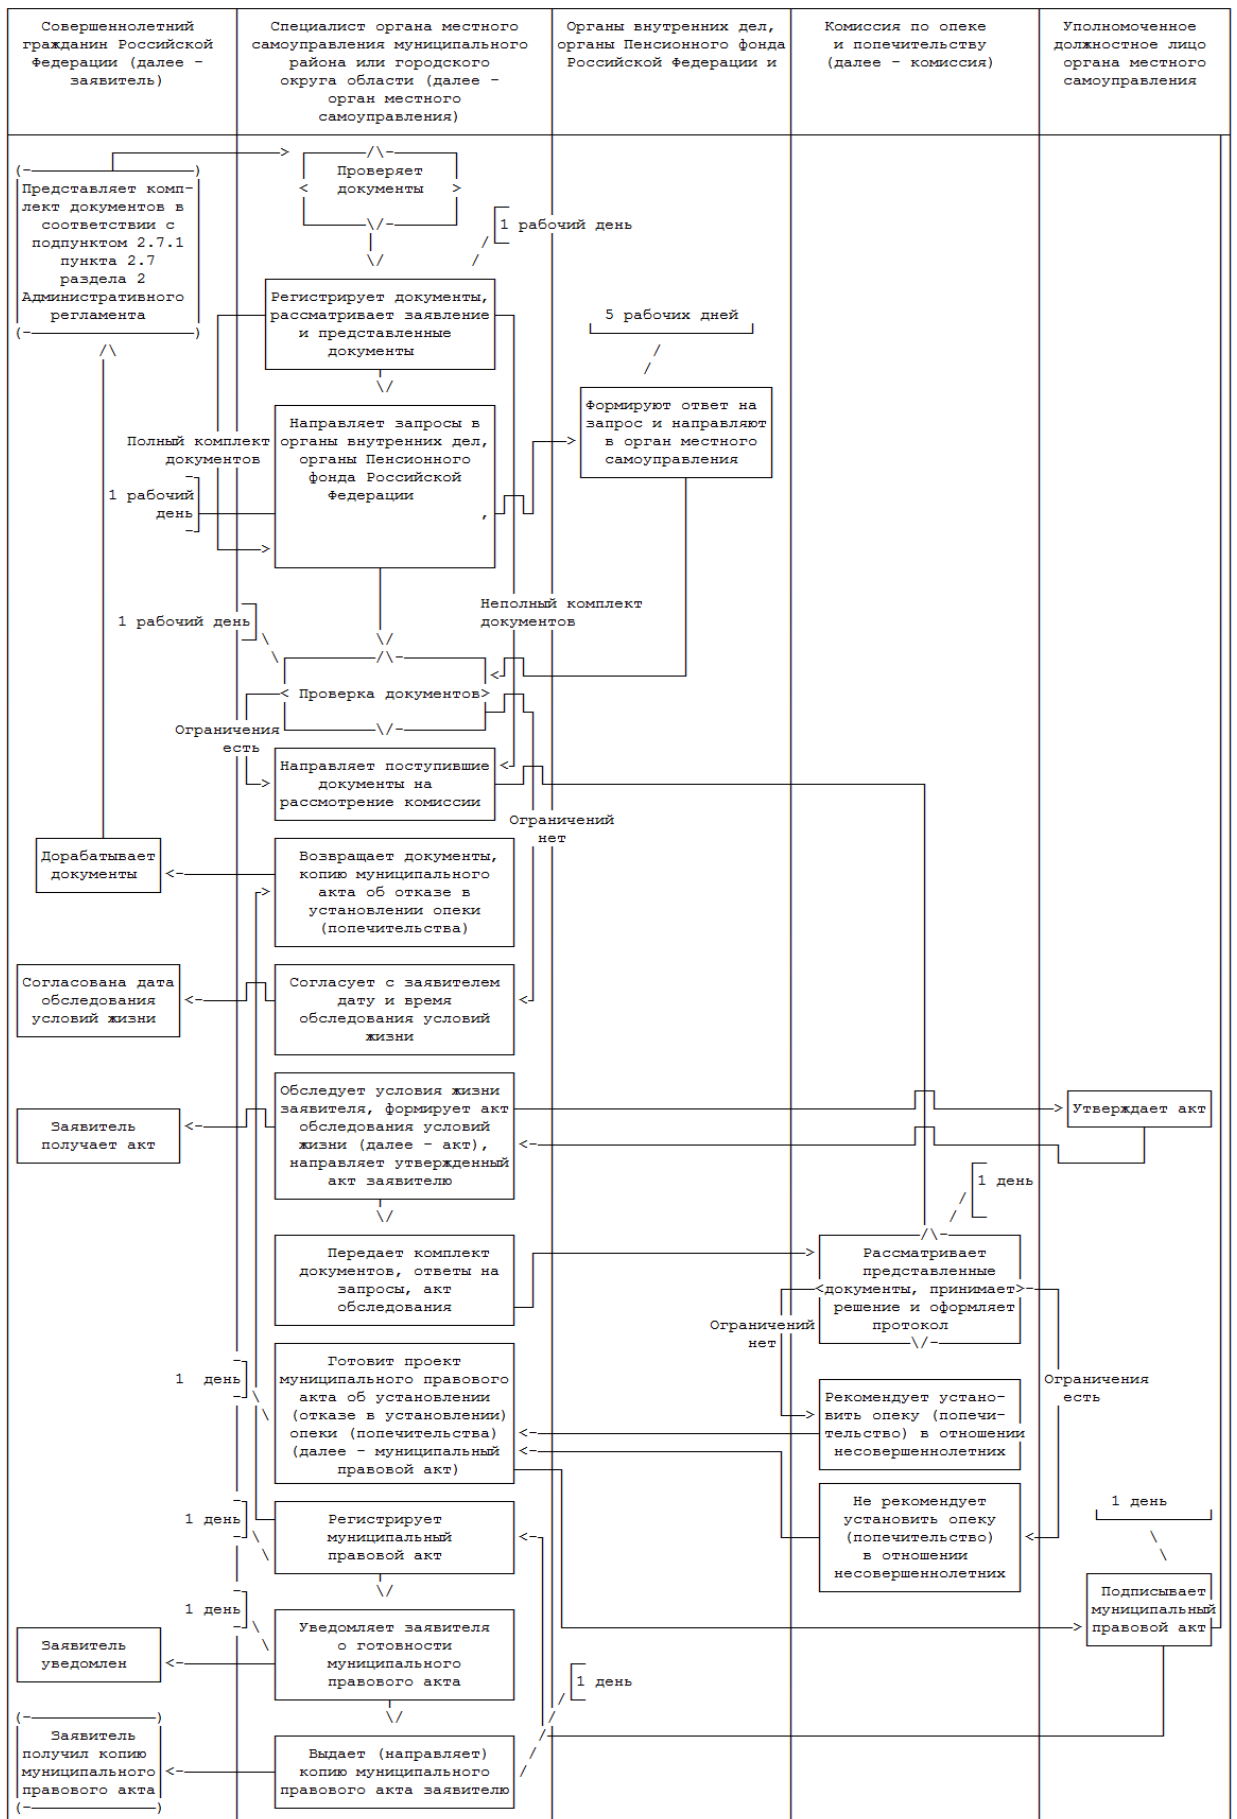 Совершеннолетний
гражданин Российской
Федерации (далее -
заявитель)
Специалист органа местного
самоуправления муниципального
района или городского
округа области (далее -
орган местного
самоуправления)
Органы внутренних дел,
органы Пенсионного фонда
Российской Федерации и
Комиссия по опеке
и попечительству
(далее - комиссия)
Уполномоченное
должностное лицо
органа местного
самоуправления
Проверяет
документы
Представляет комп-
лект документов в
соответствии с
подпунктом 2.7.1
пункта 2.7
раздела 2
Административного
регламента
1 рабочий день
Регистрирует документы,
рассматривает заявление
и представленные
документы
5 рабочих дней
Формируют ответ на
запрос и направляют
в орган местного
самоуправления
Направляет запросы в
органы внутренних дел,
органы Пенсионного
фонда Российской
Федерации
,
Полный комплект
документов
1 рабочий
день
Неполный комплект
документов
1 рабочий день
Проверка документов
Ограничения
есть
Направляет поступившие
документы на
рассмотрение комиссии
Ограничений
нет
Дорабатывает
документы
Возвращает документы,
копию муниципального
акта об отказе в
установлении опеки
(попечительства)
Согласована дата
обследования
условий жизни
Согласует с заявителем
дату и время
обследования условий
жизни
Обследует условия жизни
заявителя, формирует акт
обследования условий
жизни (далее - акт),
направляет утвержденный
акт заявителю
Утверждает акт
Заявитель
получает акт
1 день
Передает комплект
документов, ответы на
запросы, акт
обследования
Рассматривает
представленные
документы, принимает
решение и оформляет
протокол
Ограничений
нет
Готовит проект
муниципального правового
акта об установлении
(отказе в установлении)
опеки (попечительства)
(далее - муниципальный
правовой акт)
1 день
Рекомендует устано-
вить опеку (попечи-
тельство) в отношении
несовершеннолетних
Ограничения
есть
Не рекомендует
установить опеку
(попечительство)
в отношении
несовершеннолетних
1 день
1 день
Регистрирует
муниципальный
правовой акт
Подписывает
муниципальный
правовой акт
1 день
Уведомляет заявителя
о готовности
муниципального
правового акта
Заявитель
уведомлен
1 день
Заявитель
получил копию
муниципального
правового акта
Выдает (направляет)
копию муниципального
правового акта заявителю